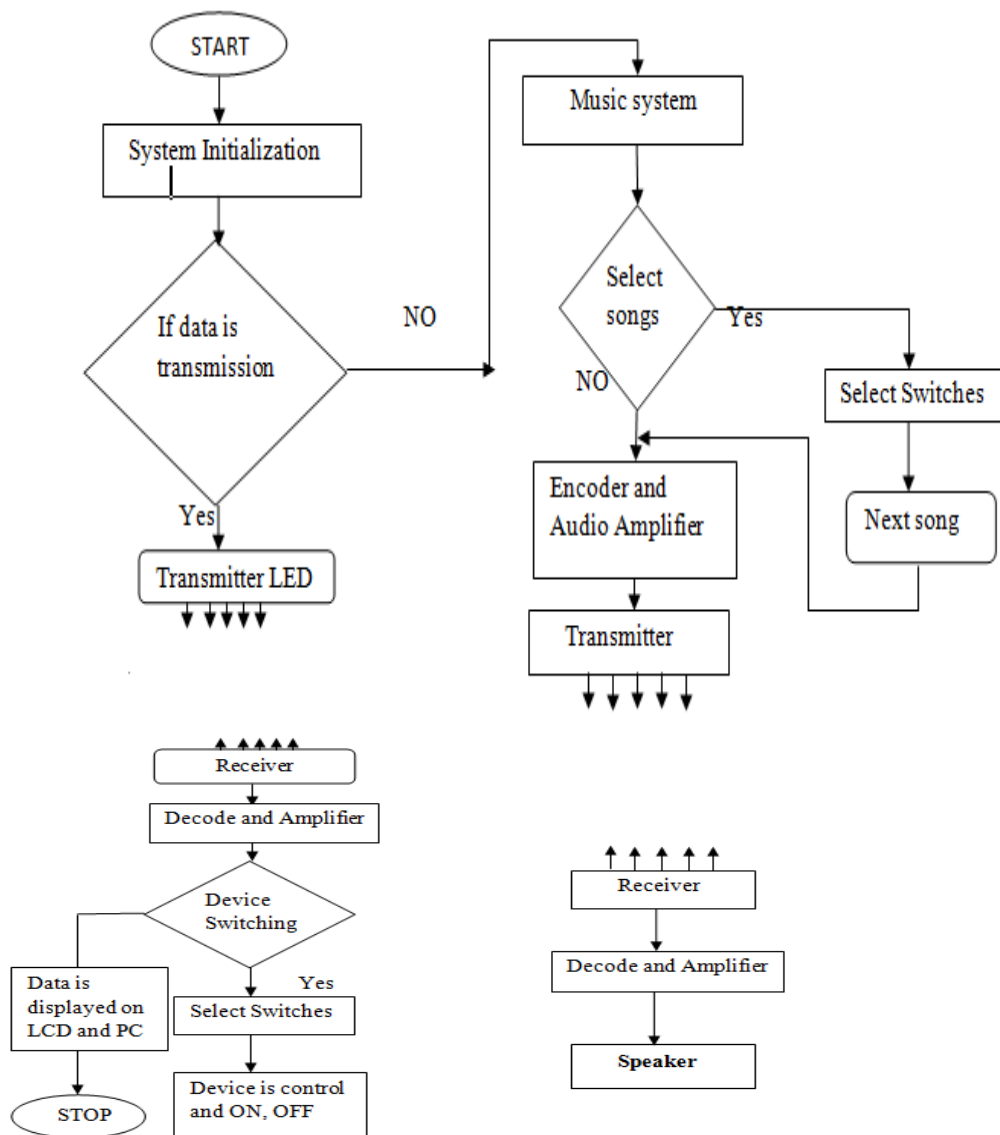 START
System Initialization
If data is
transmission
NO
Yes
Transmitter LED
Music system
Select
songs
Yes
NO
Select Switches
Next song
Encoder and
Audio Amplifier
Transmitter
Receiver
Decode and Amplifier
Device
Switching
Yes
Data is
displayed on
LCD and PC
Select Switches
STOP
Device is control
and ON, OFF
Receiver
Decode and Amplifier
Speaker